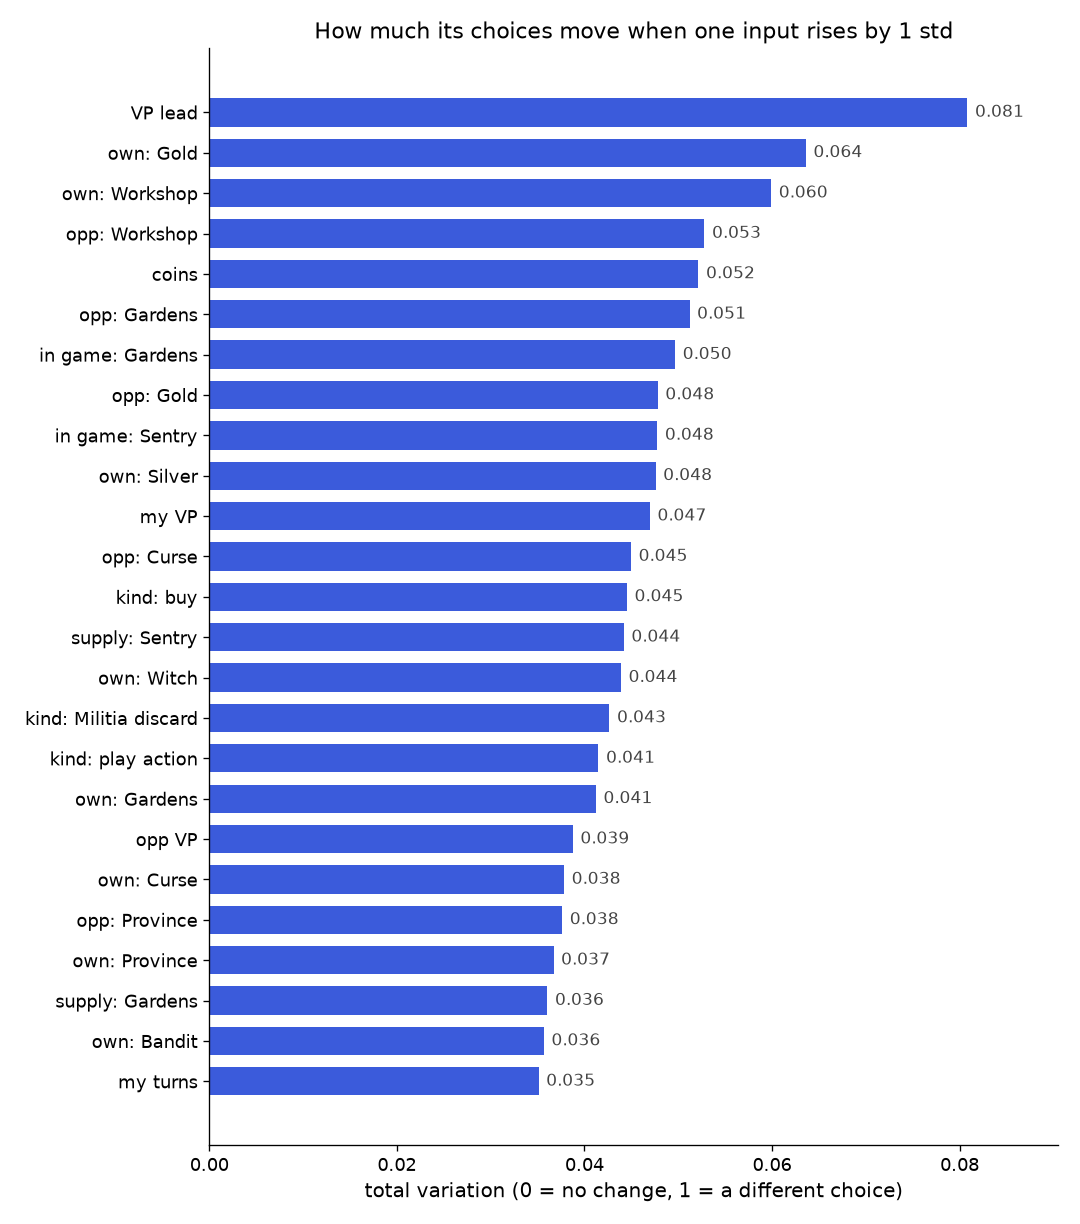 How much its choices move when one input rises by 1 std
VP lead 0.081
own: Gold 0.064
own: Workshop 0.060
opp: Workshop 0.053
coins 0.052
opp: Gardens 0.051
in game: Gardens 0.050
opp: Gold 0.048
in game: Sentry 0.048
own: Silver 0.048
my VP 0.047
opp: Curse 0.045
kind: buy 0.045
supply: Sentry 0.044
own: Witch 0.044
kind: Militia discard 0.043
kind: play action 0.041
own: Gardens 0.041
opp VP 0.039
own: Curse 0.038
opp: Province 0.038
own: Province 0.037
supply: Gardens 0.036
own: Bandit 0.036
my turns 0.035
0.00 0.02 0.04 0.06 0.08
total variation (0 = no change, 1 = a different choice)